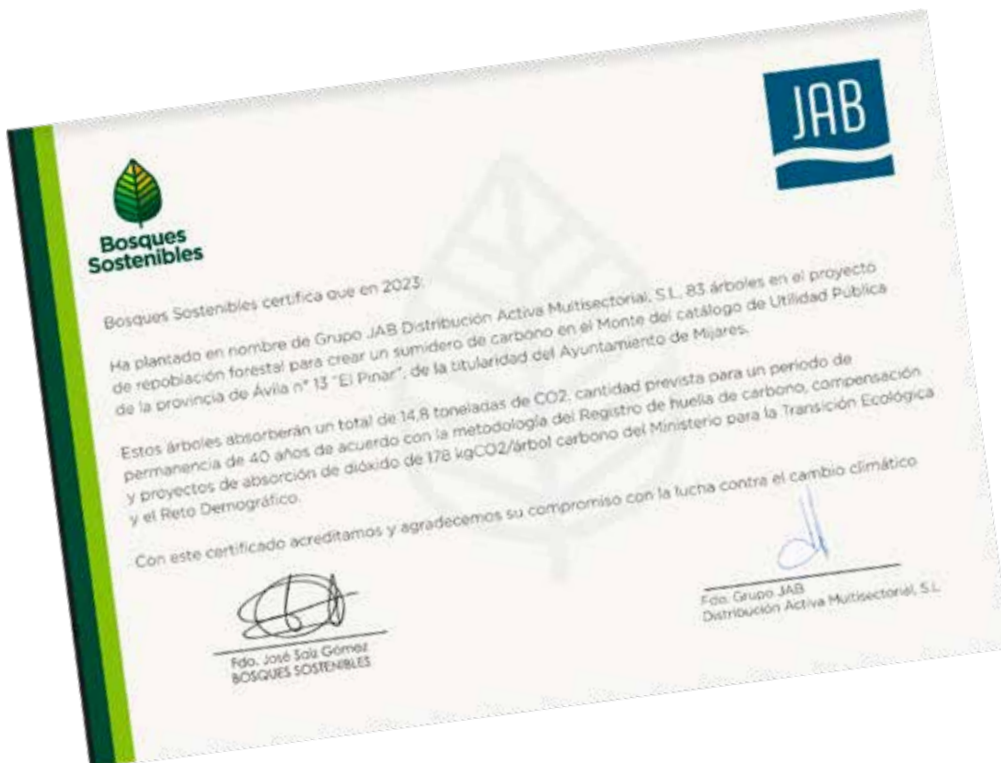 JAB
Bosques
Sostenibles
Bosques Sostenibles certifica que en 2023:
Ha plantado en nombre de Grupo JAB Distribución Activa Multisectorial, S.L. 83 árboles en el proyecto
de repoblación forestal para crear un sumidero de carbono en el Monte del catálogo de Utilidad Pública
de la provincia de Ávila nº 13 "El Pinar", de la titularidad del Ayuntamiento de Mijares.
Estos árboles absorberán un total de 14,8 toneladas de CO2, cantidad prevista para un periodo de
permanencia de 40 años de acuerdo con la metodología del Registro de huella de carbono, compensación
y proyectos de absorción de dióxido de 178 kgCO2/árbol carbono del Ministerio para la Transición Ecológica
y el Reto Demográfico.
Con este certificado acreditamos y agradecemos su compromiso con la lucha contra el cambio climático
Fdo. José Saiz Gómez
BOSQUES SOSTENIBLES
Fdo. Grupo JAB
Distribución Activa Multisectorial, S.L.